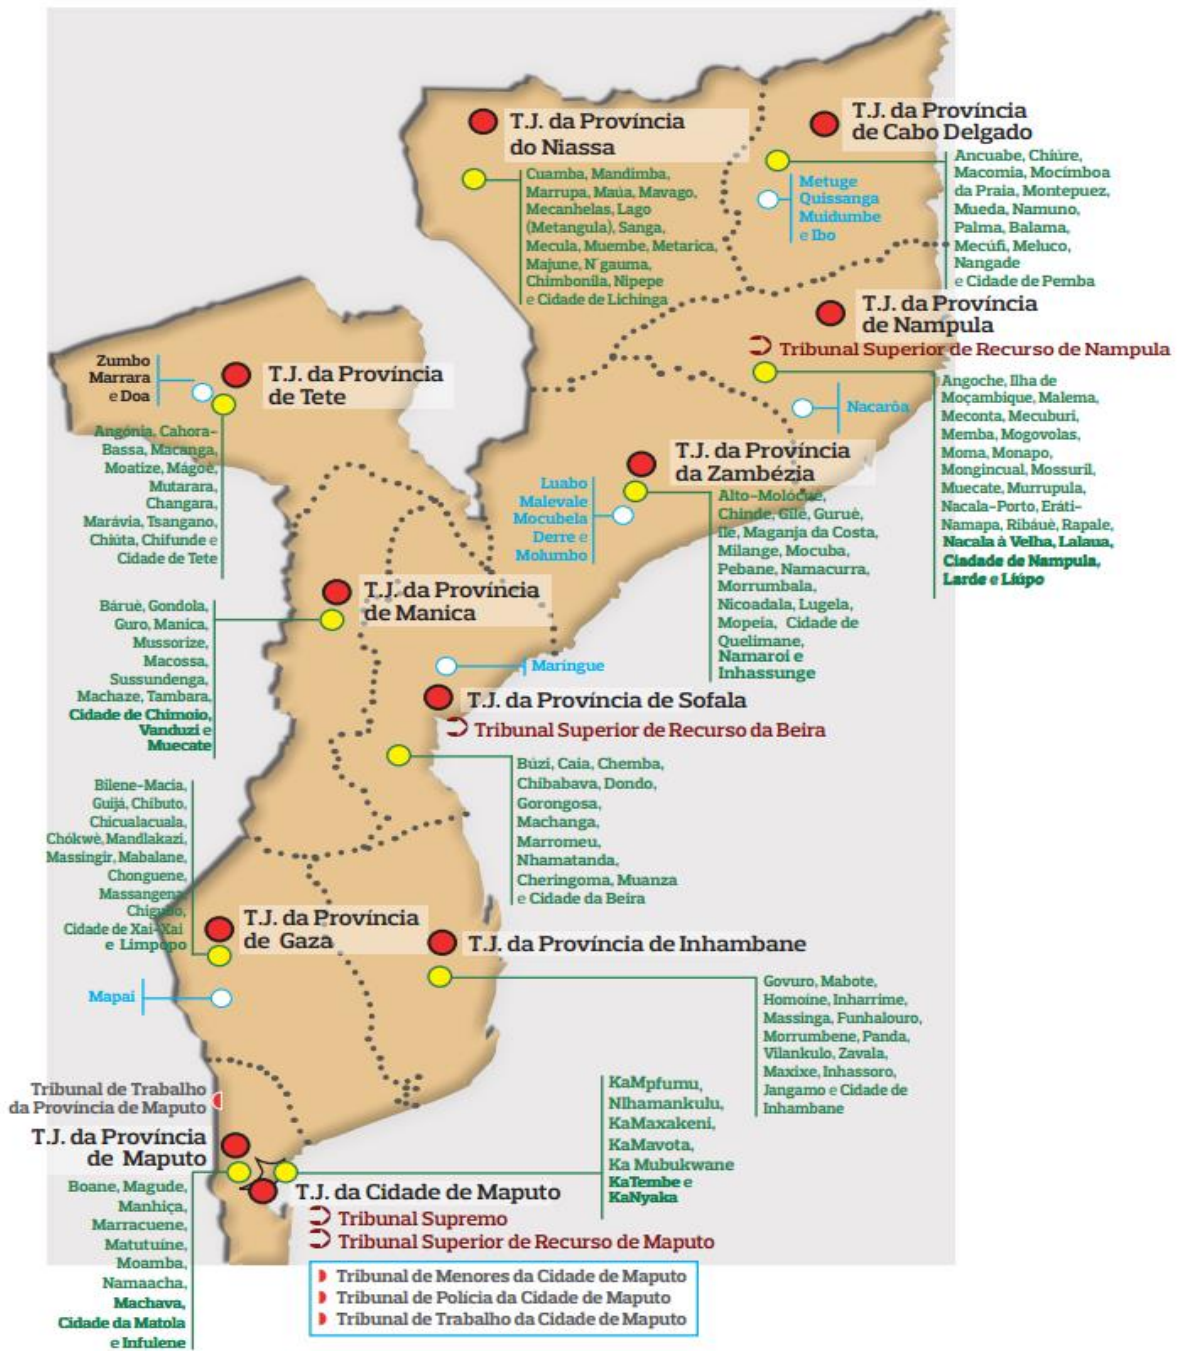 T.J. da Província
do Niassa
Cuamba, Mandimba,
Marrupa, Maúa, Mavago,
Mecanhelas, Lago
(Metangula), Sanga,
Mecula, Muembe, Metarica,
Majune, N´gauma,
Chimbonila, Nipepe
e Cidade de Lichinga
T.J. da Província
de Cabo Delgado
Ancuabe, Chiúre,
Macomia, Mocímboa
da Praia, Montepuez,
Mueda, Namuno,
Palma, Balama,
Mecúfi, Meluco,
Nangade
e Cidade de Pemba
Metuge
Quissanga
Muidumbe
e Ibo
T.J. da Província
de Nampula
Tribunal Superior de Recurso de Nampula
Angoche, Ilha de
Moçambique, Malema,
Meconta, Mecuburi,
Memba, Mogovolas,
Moma, Monapo,
Mongincual, Mossuril,
Muecate, Murrupula,
Nacala-Porto, Eráti-
Namapa, Ribáuè, Rapale,
Nacala à Velha, Lalaua,
Ciadade de Nampula,
Larde e Liúpo
Nacarôa
Zumbo
Marrara
e Doa
T.J. da Província
de Tete
Angónia, Cahora-
Bassa, Macanga,
Moatize, Mágoè,
Mutarara,
Changara,
Marávia, Tsangano,
Chiúta, Chifunde e
Cidade de Tete
T.J. da Província
da Zambézia
Luabo
Malevale
Mocubela
Derre e
Molumbo
Alto-Molócue,
Chinde, Gilé, Guruè,
Ile, Maganja da Costa,
Milange, Mocuba,
Pebane, Namacurra,
Morrumbala,
Nicoadala, Lugela,
Mopeia, Cidade de
Quelimane,
Namaroi e
Inhassunge
T.J. da Província
de Manica
Báruè, Gondola,
Guro, Manica,
Mussorize,
Macossa,
Sussundenga,
Machaze, Tambara,
Cidade de Chimoio,
Vanduzi e
Muecate
Maríngue
T.J. da Província de Sofala
Tribunal Superior de Recurso da Beira
Búzi, Caia, Chemba,
Chibabava, Dondo,
Gorongosa,
Machanga,
Marromeu,
Nhamatanda,
Cheringoma, Muanza
e Cidade da Beira
Bilene-Macia,
Guijá, Chibuto,
Chicualacuala,
Chókwè, Mandlakazi,
Massingir, Mabalane,
Chonguene,
Massangena,
Chigubo,
Cidade de Xai-Xai
e Limpopo
T.J. da Província
de Gaza
Mapai
T.J. da Província de Inhambane
Govuro, Mabote,
Homoine, Inharrime,
Massinga, Funhalouro,
Morrumbene, Panda,
Vilankulo, Zavala,
Maxixe, Inhassoro,
Jangamo e Cidade de
Inhambane
Tribunal de Trabalho
da Província de Maputo
T.J. da Província
de Maputo
Boane, Magude,
Manhiça,
Marracuene,
Matutuíne,
Moamba,
Namaacha,
Machava,
Cidade da Matola
e Infulene
KaMpfumu,
Nlhamankulu,
KaMaxakeni,
KaMavota,
Ka Mubukwane
KaTembe e
KaNyaka
T.J. da Cidade de Maputo
Tribunal Supremo
Tribunal Superior de Recurso de Maputo
Tribunal de Menores da Cidade de Maputo
Tribunal de Polícia da Cidade de Maputo
Tribunal de Trabalho da Cidade de Maputo